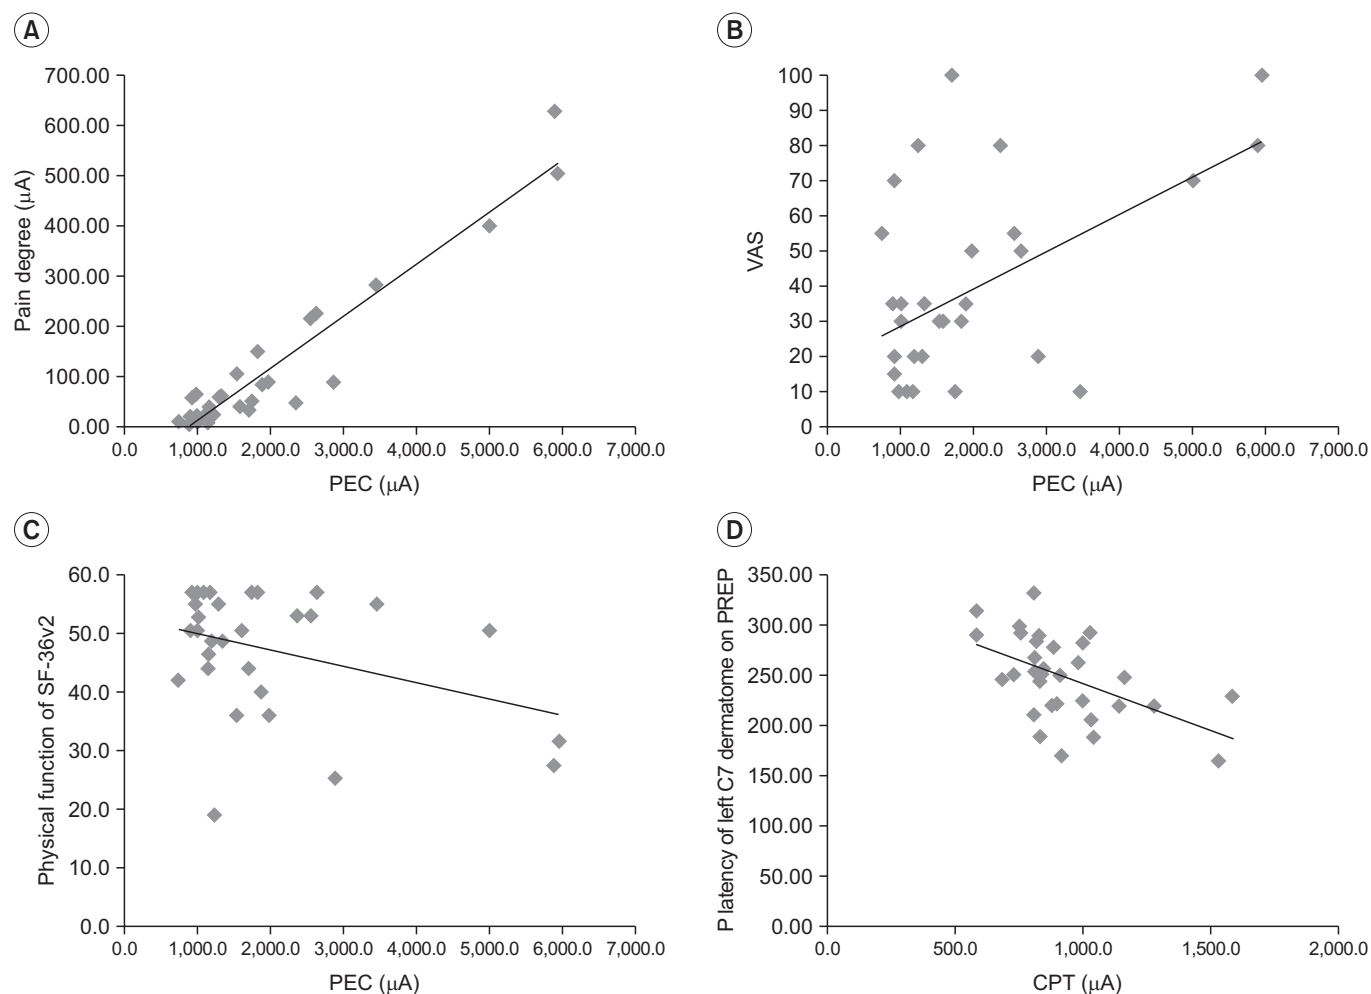 A
700.00
600.00
500.00
400.00
300.00
200.00
100.00
0.00
Pain degree (μA)
0.0 1,000.0 2,000.0 3,000.0 4,000.0 5,000.0 6,000.0 7,000.0
PEC (μA)
B
100
90
80
70
60
50
40
30
20
10
0
VAS
0.0 1,000.0 2,000.0 3,000.0 4,000.0 5,000.0 6,000.0 7,000.0
PEC (μA)
C
60.0
50.0
40.0
30.0
20.0
10.0
0.0
Physical function of SF-36v2
0.0 1,000.0 2,000.0 3,000.0 4,000.0 5,000.0 6,000.0 7,000.0
PEC (μA)
D
350.00
300.00
250.00
200.00
150.00
100.00
50.00
0.00
P latency of left C7 dermatome on PREP
0.0 500.0 1,000.0 1,500.0 2,000.0
CPT (μA)